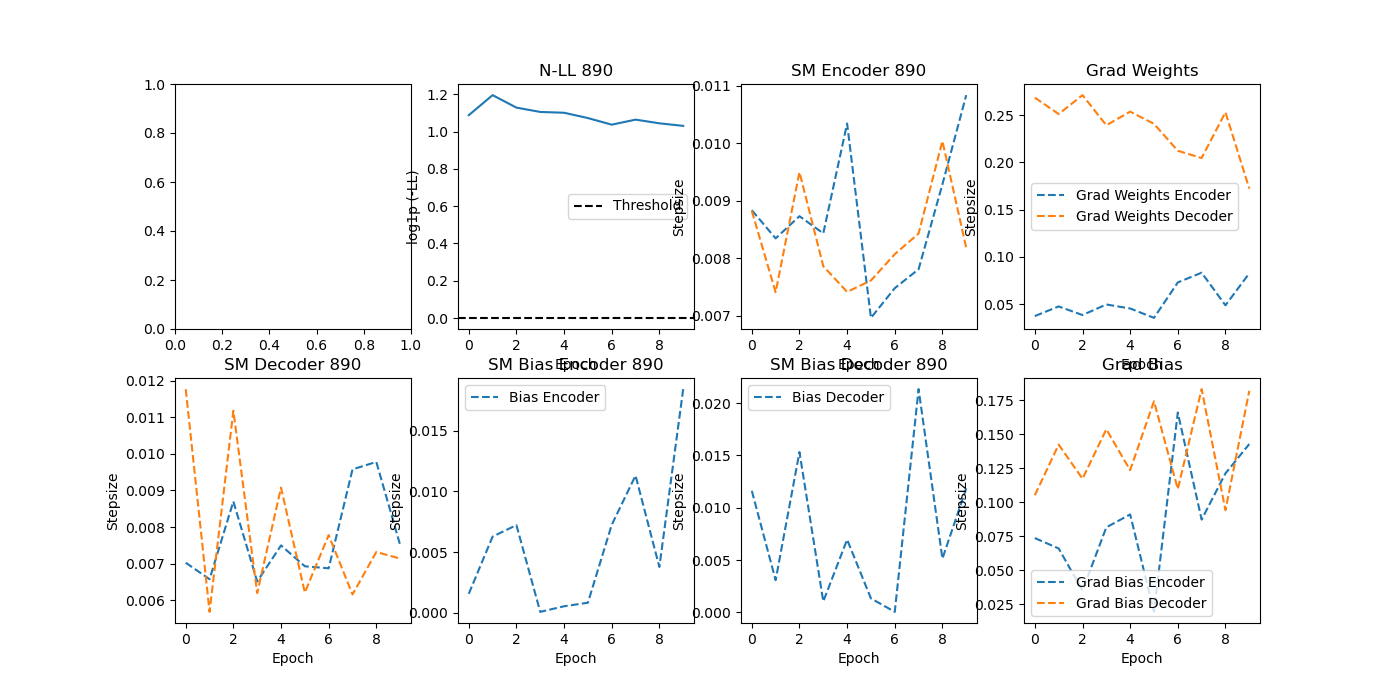 N-LL 890
SM Encoder 890
Grad Weights
1.0
0.8
0.6
0.4
0.2
0.0
0.0 0.2 0.4 0.6 0.8 1.0
log1p (-LL)
1.2
1.0
0.8
0.6
0.4
0.2
0.0
Threshold
0 2 4 6 8
Epoch
Stepsize
0.011
0.010
0.009
0.008
0.007
0 2 4 6 8
Epoch
Stepsize
0.25
0.20
0.15
0.10
0.05
Grad Weights Encoder
Grad Weights Decoder
0 2 4 6 8
Epoch
SM Decoder 890
SM Bias Encoder 890
SM Bias Decoder 890
Grad Bias
Stepsize
0.012
0.011
0.010
0.009
0.008
0.007
0.006
0 2 4 6 8
Epoch
Stepsize
0.015
0.010
0.005
0.000
Bias Encoder
0 2 4 6 8
Epoch
Stepsize
0.020
0.015
0.010
0.005
0.000
Bias Decoder
0 2 4 6 8
Epoch
Stepsize
0.175
0.150
0.125
0.100
0.075
0.050
0.025
Grad Bias Encoder
Grad Bias Decoder
0 2 4 6 8
Epoch